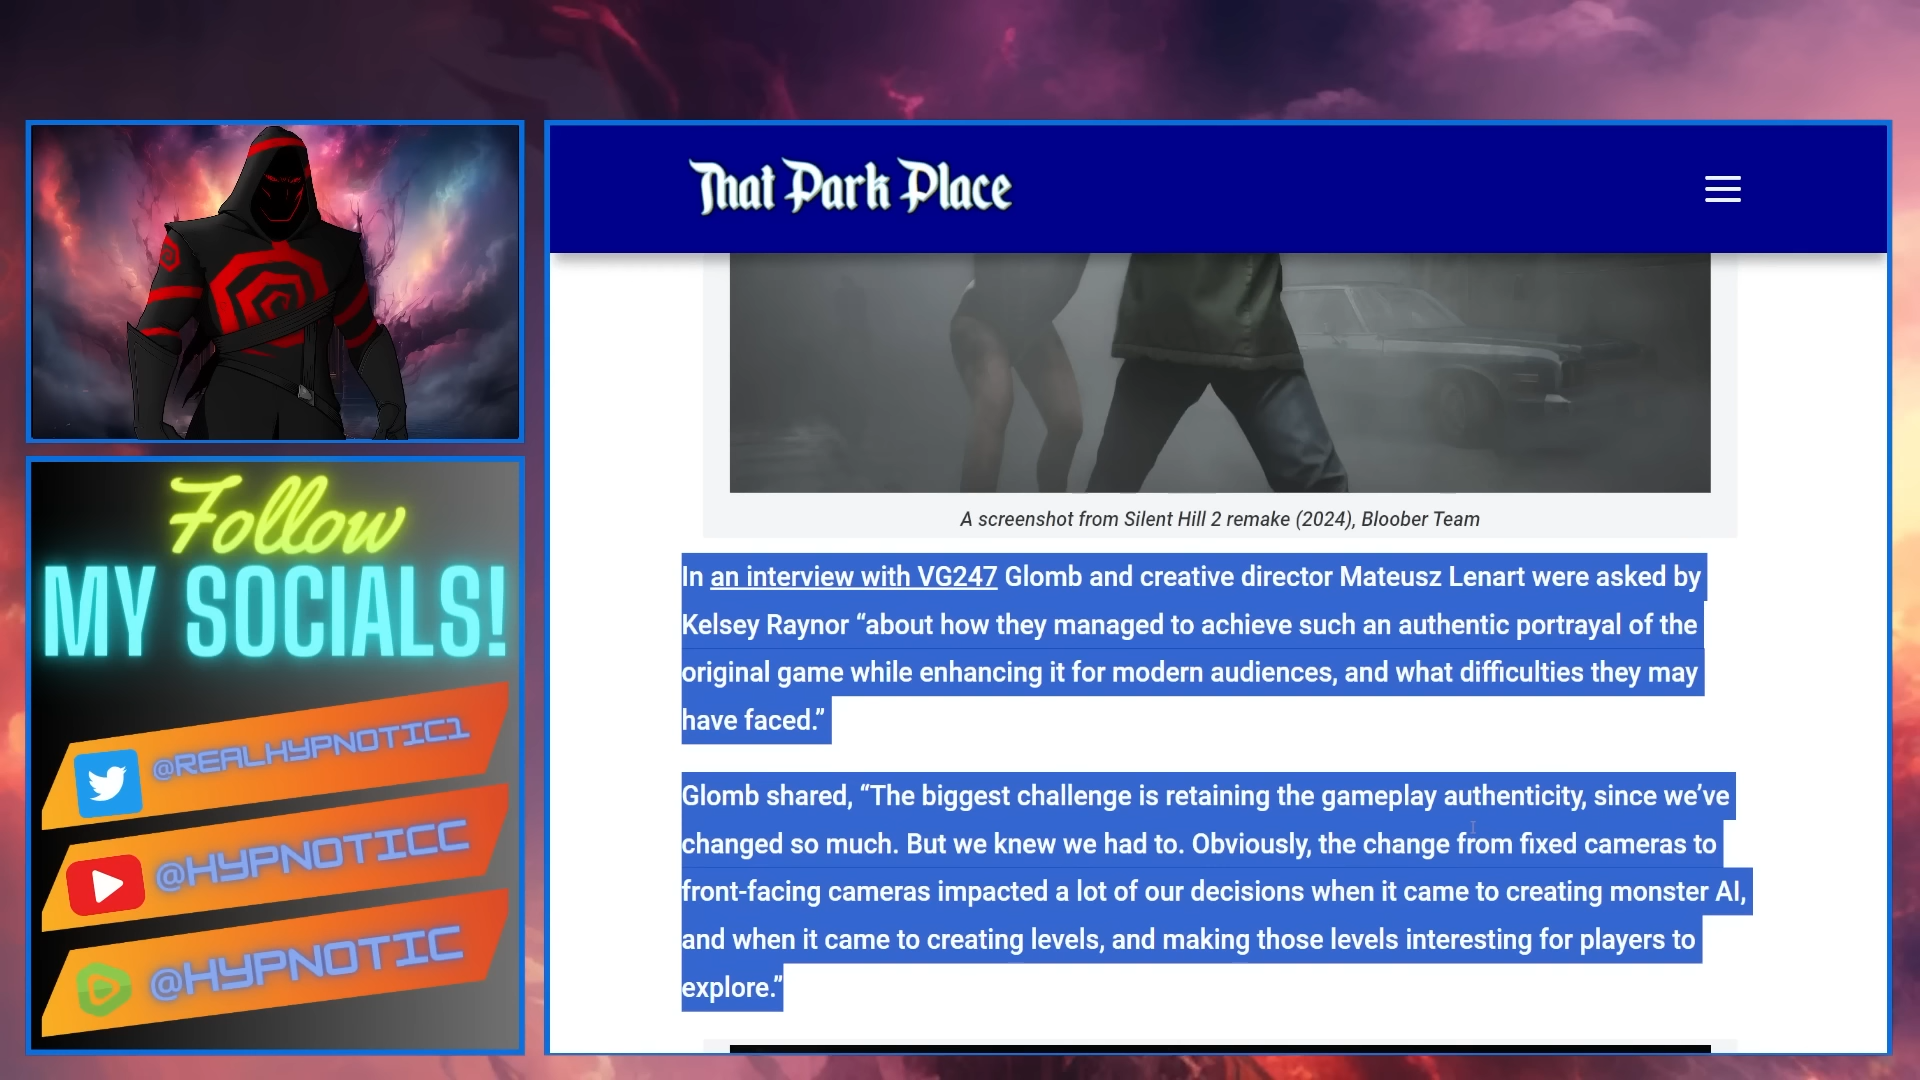 Follow
MY SOCIALS!
@REALHYPNOTIC1
@HYPNOTICC
@HYPNOTIC
That Park Place
A screenshot from Silent Hill 2 remake (2024), Bloober Team
In an interview with VG247 Glomb and creative director Mateusz Lenart were asked by
Kelsey Raynor “about how they managed to achieve such an authentic portrayal of the
original game while enhancing it for modern audiences, and what difficulties they may
have faced.”
Glomb shared, “The biggest challenge is retaining the gameplay authenticity, since we’ve
changed so much. But we knew we had to. Obviously, the change from fixed cameras to
front-facing cameras impacted a lot of our decisions when it came to creating monster AI,
and when it came to creating levels, and making those levels interesting for players to
explore.”